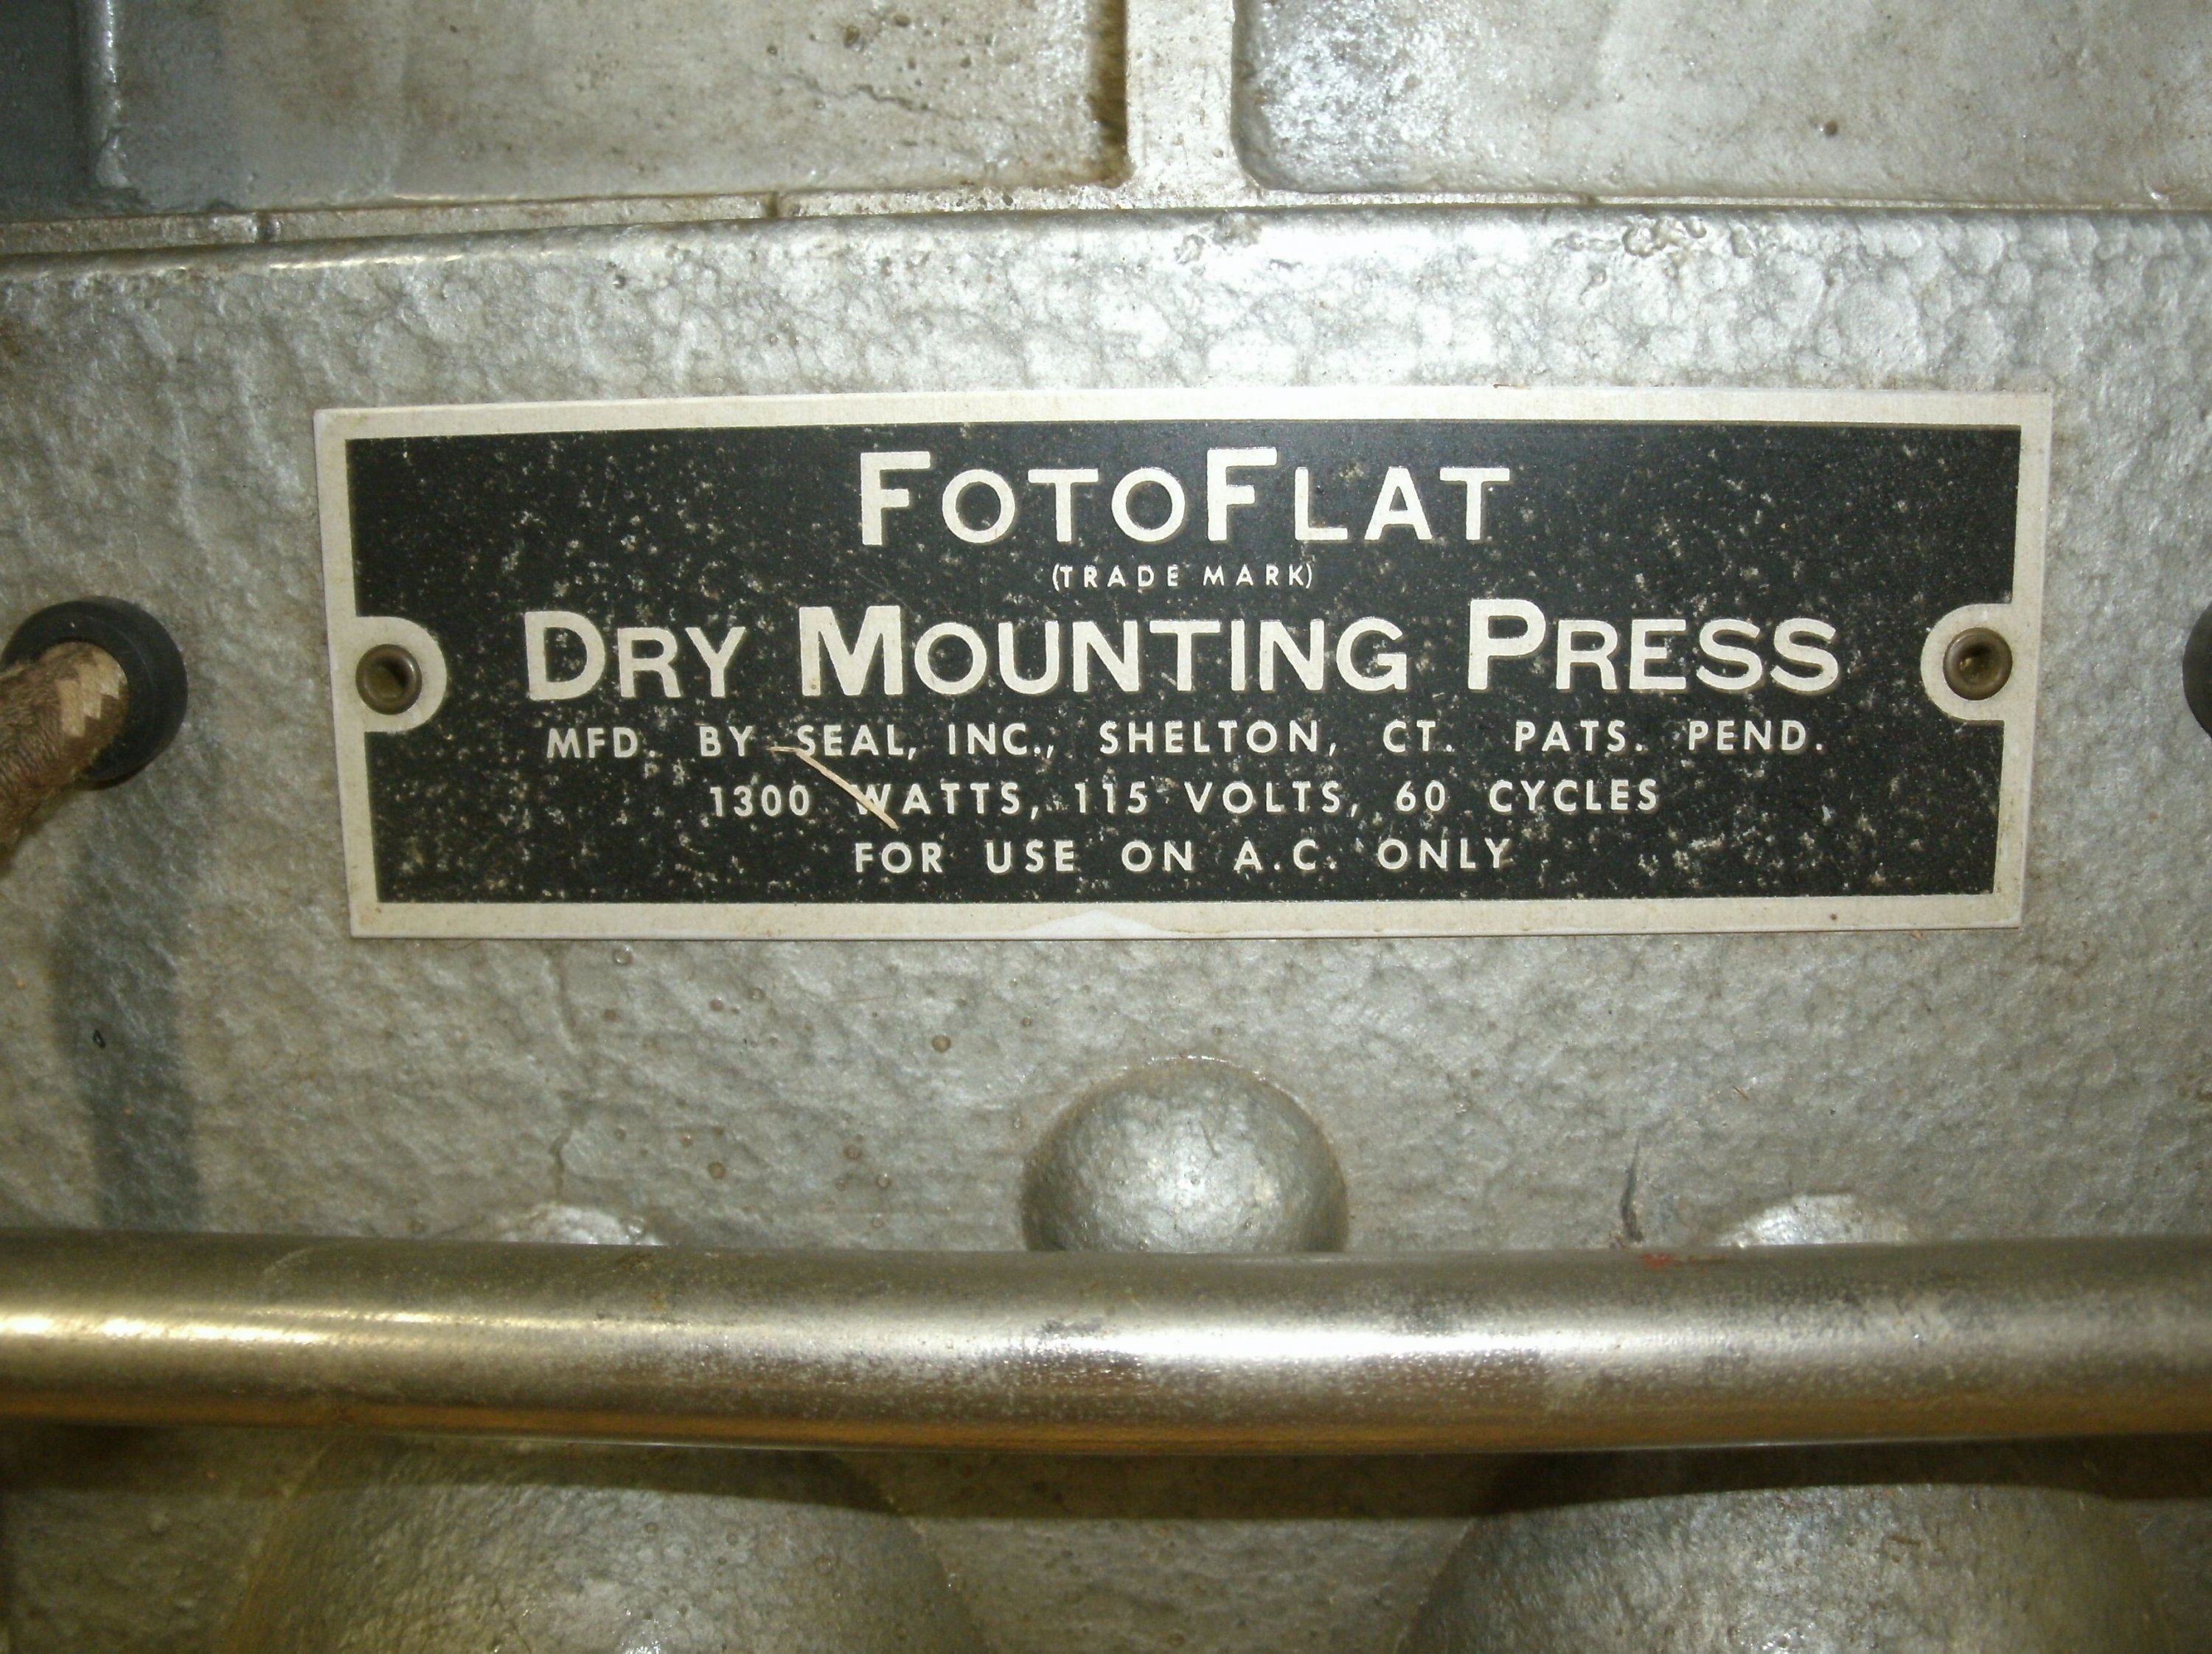 FOTOFLAT
(TRADE MARK)
DRY MOUNTING PRESS
MFD. BY SEAL, INC., SHELTON, CT. PATS. PEND.
1300 WATTS, 115 VOLTS, 60 CYCLES
FOR USE ON A.C. ONLY